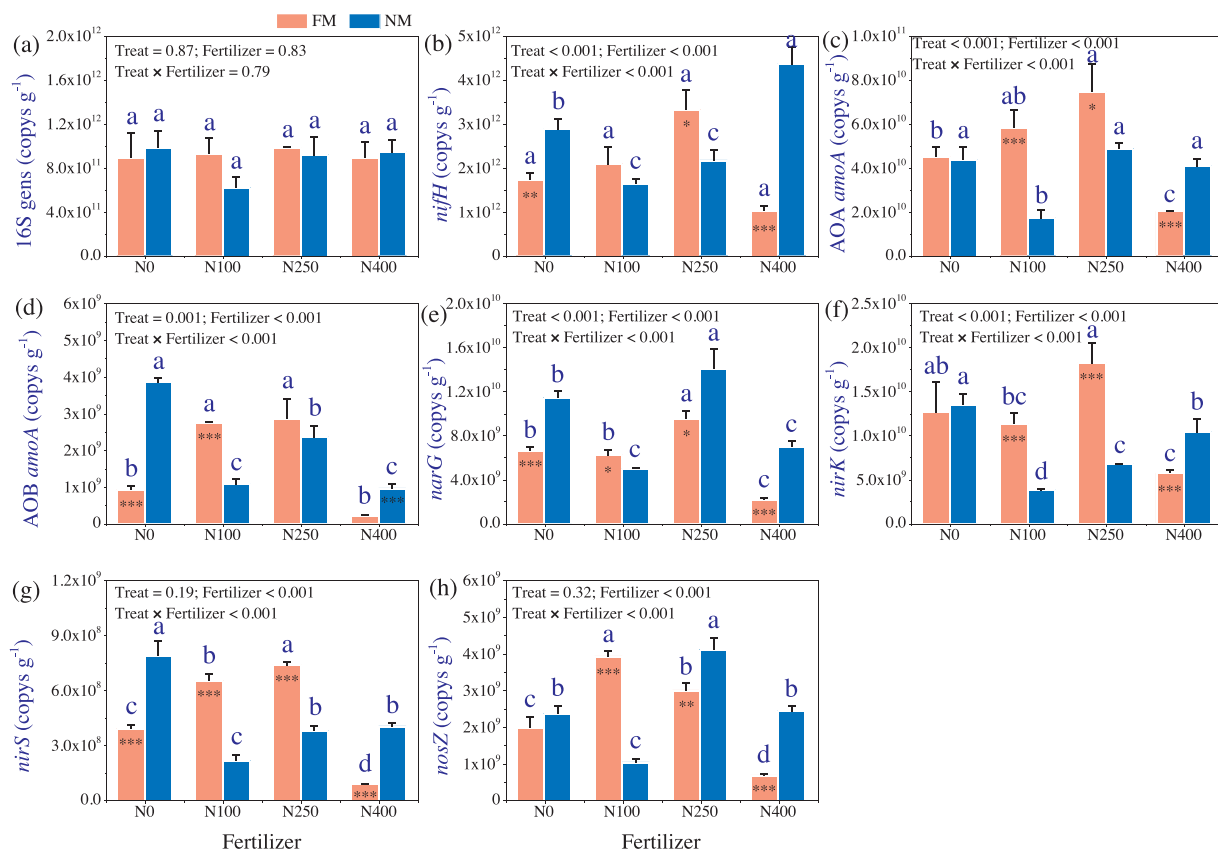 FM NM
(a)
16S gens (copys g-1)
2.0x10^12
1.6x10^12
1.2x10^12
8.0x10^11
4.0x10^11
0.0
Treat = 0.87; Fertilizer = 0.83
Treat × Fertilizer = 0.79
a a a a a a a a
N0 N100 N250 N400
(b)
nifH (copys g-1)
5x10^12
4x10^12
3x10^12
2x10^12
1x10^12
0
Treat < 0.001; Fertilizer < 0.001
Treat × Fertilizer < 0.001
a b a c a c a a
** * ***
N0 N100 N250 N400
(c)
AOA amoA (copys g-1)
1.0x10^11
8.0x10^10
6.0x10^10
4.0x10^10
2.0x10^10
0.0
Treat < 0.001; Fertilizer < 0.001
Treat × Fertilizer < 0.001
b a ab b a a c a
*** * ***
N0 N100 N250 N400
(d)
AOB amoA (copys g-1)
6x10^9
5x10^9
4x10^9
3x10^9
2x10^9
1x10^9
0
Treat = 0.001; Fertilizer < 0.001
Treat × Fertilizer < 0.001
b a a c a b b c
*** *** ***
N0 N100 N250 N400
(e)
narG (copys g-1)
2.0x10^10
1.6x10^10
1.2x10^10
8.0x10^9
4.0x10^9
0.0
Treat < 0.001; Fertilizer < 0.001
Treat × Fertilizer < 0.001
b b b c a a c c
*** * * ***
N0 N100 N250 N400
(f)
nirK (copys g-1)
2.5x10^10
2.0x10^10
1.5x10^10
1.0x10^10
5.0x10^9
0.0
Treat < 0.001; Fertilizer < 0.001
Treat × Fertilizer < 0.001
ab a bc d a c c b
*** *** ***
N0 N100 N250 N400
(g)
nirS (copys g-1)
1.2x10^9
9.0x10^8
6.0x10^8
3.0x10^8
0.0
Treat = 0.19; Fertilizer < 0.001
Treat × Fertilizer < 0.001
c a b c a b d b
*** *** *** ***
N0 N100 N250 N400
Fertilizer
(h)
nosZ (copys g-1)
6x10^9
5x10^9
4x10^9
3x10^9
2x10^9
1x10^9
0
Treat = 0.32; Fertilizer < 0.001
Treat × Fertilizer < 0.001
c b a c b a d b
*** ** ***
N0 N100 N250 N400
Fertilizer